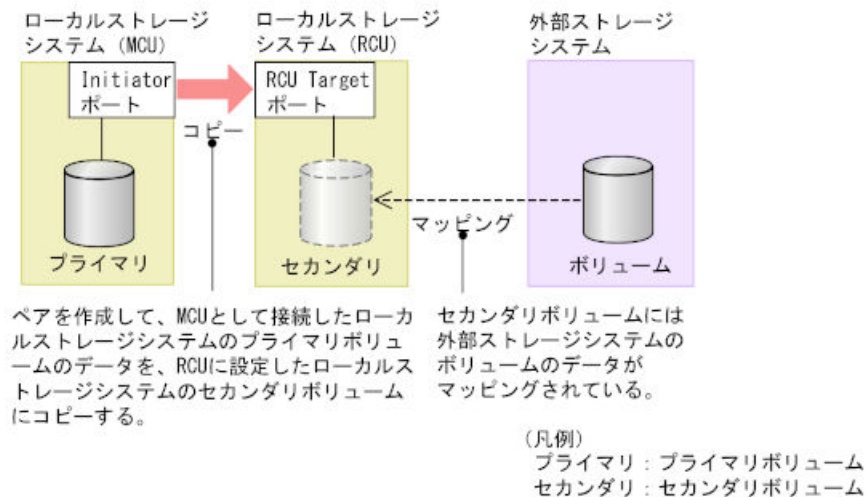 ローカルストレージ
システム (MCU)
ローカルストレージ
システム (RCU)
外部ストレージ
システム
Initiator
ポート
RCU Target
ポート
コピー
マッピング
プライマリ
セカンダリ
ボリューム
ペアを作成して、MCUとして接続したローカ
ルストレージシステムのプライマリボリュ
ームのデータを、RCUに設定したローカルス
トレージシステムのセカンダリボリューム
にコピーする。
セカンダリボリュームには
外部ストレージシステムの
ボリュームのデータが
マッピングされている。
(凡例)
プライマリ：プライマリボリューム
セカンダリ：セカンダリボリューム